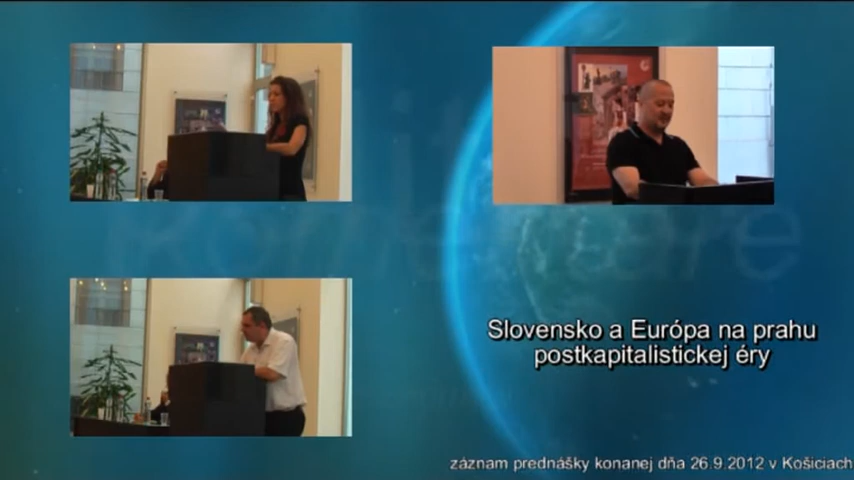 Slovensko a Európa na prahu
postkapitalistickej éry
záznam prednášky konanej dňa 26.9.2012 v Košiciach